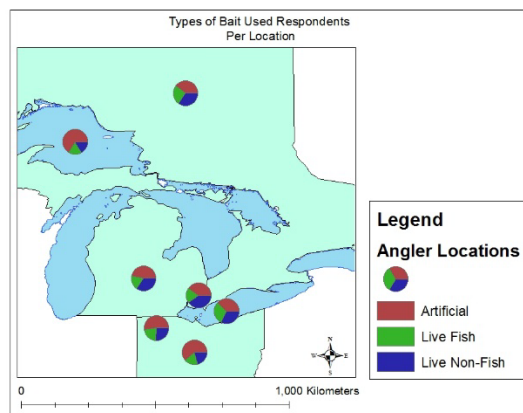 Types of Bait Used Respondents
Per Location
Legend
Angler Locations
Artificial
Live Fish
Live Non-Fish
N
W E
S
0 1,000 Kilometers